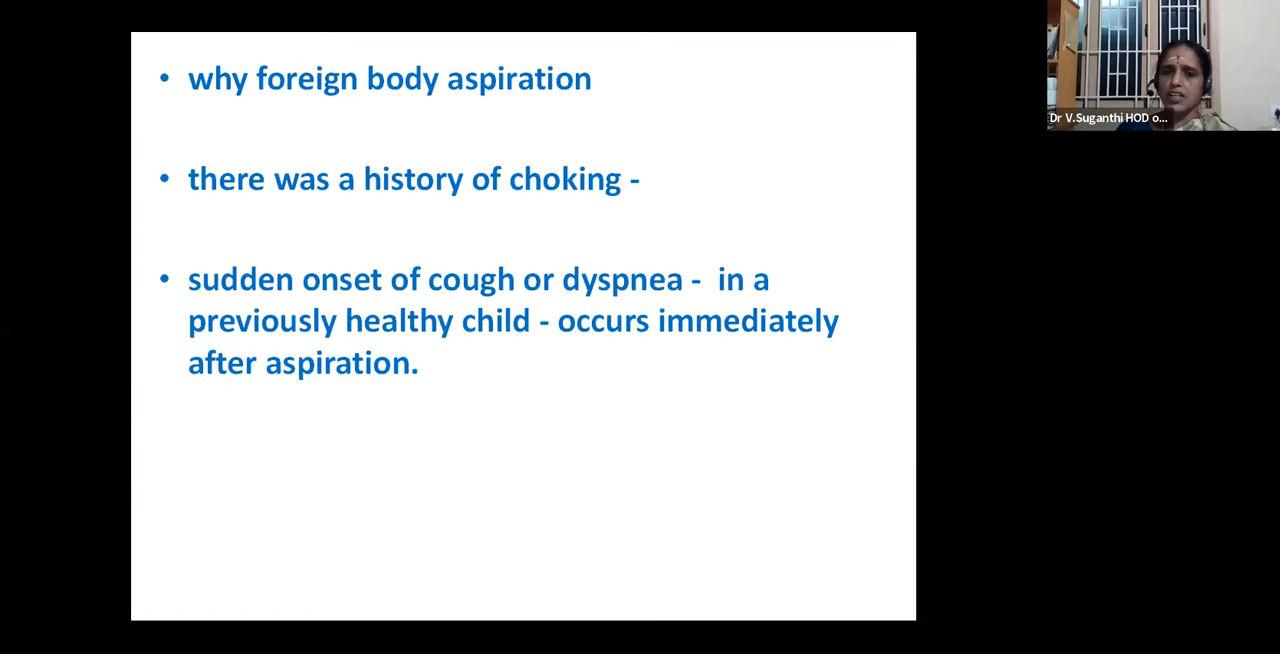 • why foreign body aspiration
• there was a history of choking -
• sudden onset of cough or dyspnea - in a
previously healthy child - occurs immediately
after aspiration.
Dr V.Suganthi HOD o...